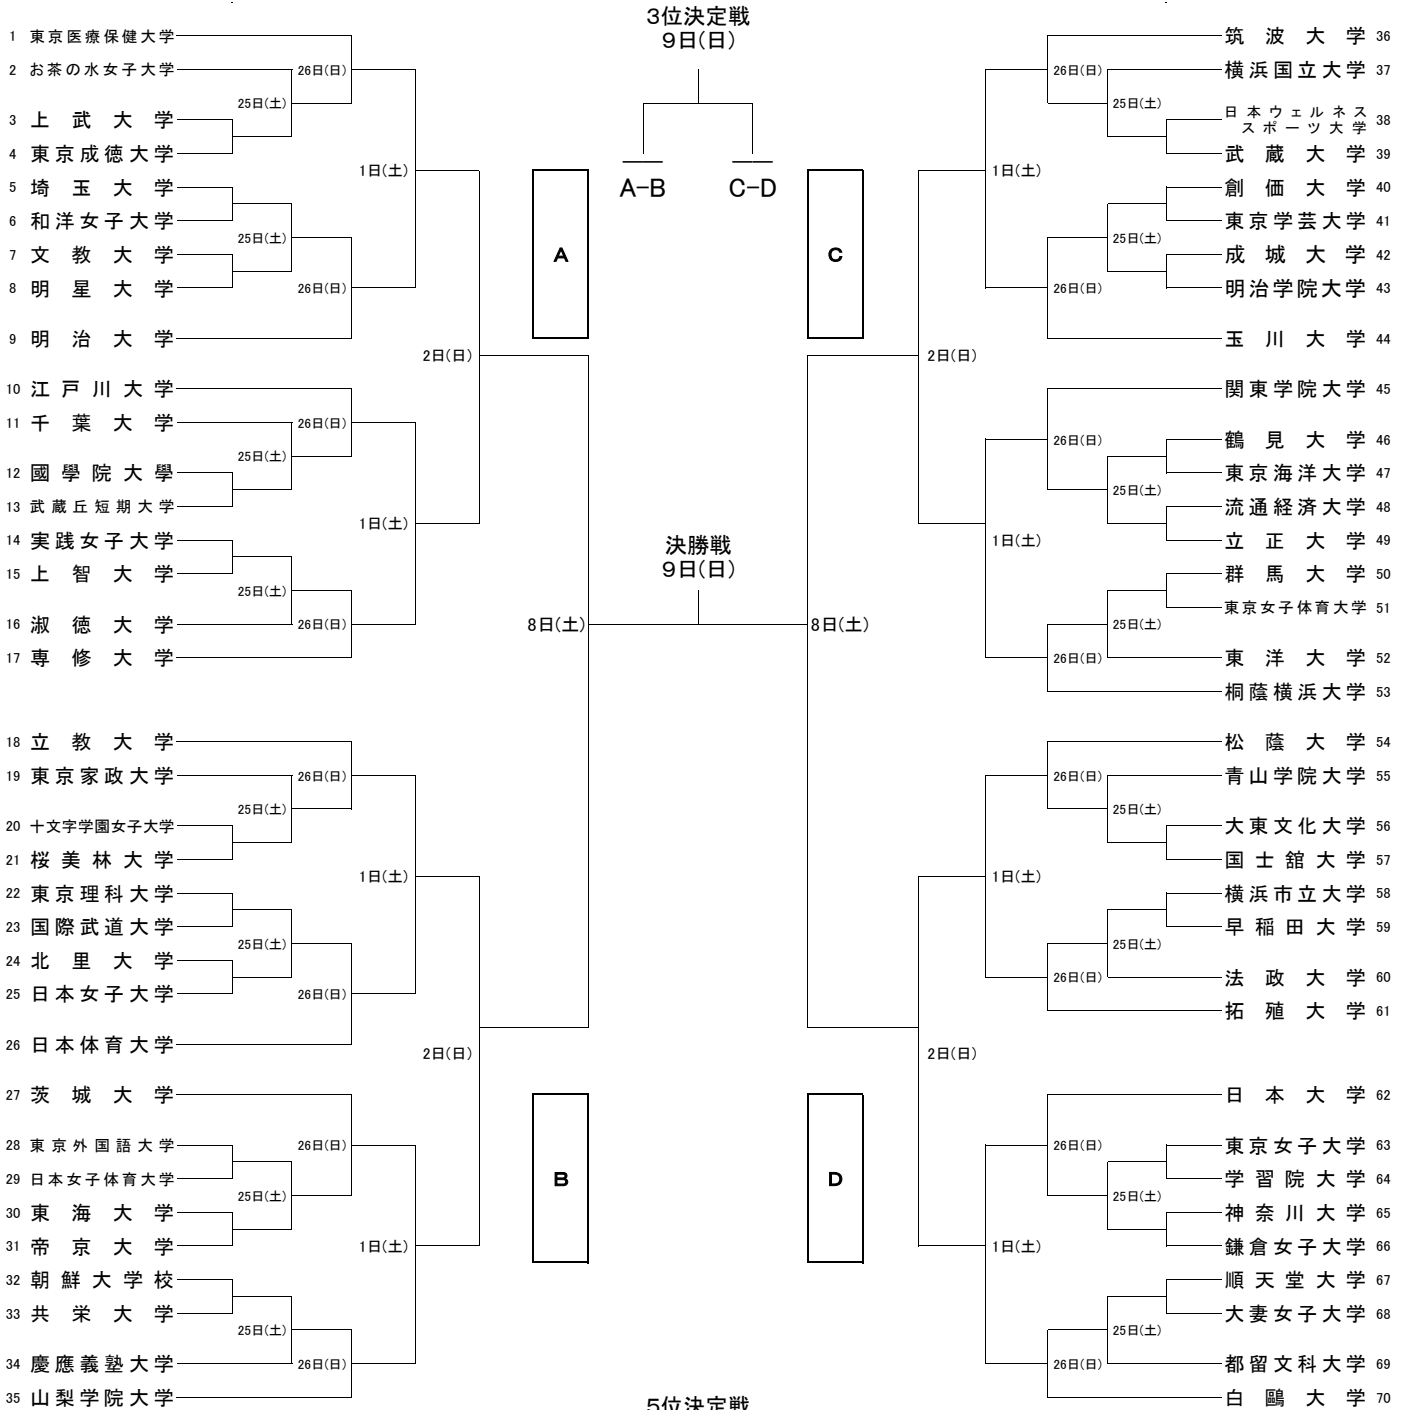 3位決定戦
9日(日)
A-B
C-D
1 東京医療保健大学
2 お茶の水女子大学
3 上武大学
4 東京成徳大学
5 埼玉大学
6 和洋女子大学
7 文教大学
8 明星大学
9 明治大学
10 江戸川大学
11 千葉大学
12 國學院大學
13 武蔵丘短期大学
14 実践女子大学
15 上智大学
16 淑徳大学
17 専修大学
18 立教大学
19 東京家政大学
20 十文字学園女子大学
21 桜美林大学
22 東京理科大学
23 国際武道大学
24 北里大学
25 日本女子大学
26 日本体育大学
27 茨城大学
28 東京外国語大学
29 日本女子体育大学
30 東海大学
31 帝京大学
32 朝鮮大学校
33 共栄大学
34 慶應義塾大学
35 山梨学院大学
26日(日)
25日(土)
25日(土)
26日(日)
26日(日)
25日(土)
25日(土)
26日(日)
26日(日)
25日(土)
25日(土)
26日(日)
26日(日)
25日(土)
25日(土)
26日(日)
1日(土)
1日(土)
1日(土)
1日(土)
2日(日)
2日(日)
A
B
8日(土)
決勝戦
9日(日)
8日(土)
C
D
2日(日)
2日(日)
1日(土)
1日(土)
1日(土)
1日(土)
26日(日)
25日(土)
25日(土)
26日(日)
26日(日)
25日(土)
25日(土)
26日(日)
26日(日)
25日(土)
25日(土)
26日(日)
26日(日)
25日(土)
25日(土)
26日(日)
筑波大学 36
横浜国立大学 37
日本ウェルネス
スポーツ大学 38
武蔵大学 39
創価大学 40
東京学芸大学 41
成城大学 42
明治学院大学 43
玉川大学 44
関東学院大学 45
鶴見大学 46
東京海洋大学 47
流通経済大学 48
立正大学 49
群馬大学 50
東京女子体育大学 51
東洋大学 52
桐蔭横浜大学 53
松蔭大学 54
青山学院大学 55
大東文化大学 56
国士舘大学 57
横浜市立大学 58
早稲田大学 59
法政大学 60
拓殖大学 61
日本大学 62
東京女子大学 63
学習院大学 64
神奈川大学 65
鎌倉女子大学 66
順天堂大学 67
大妻女子大学 68
都留文科大学 69
白鷗大学 70
5位決定戦